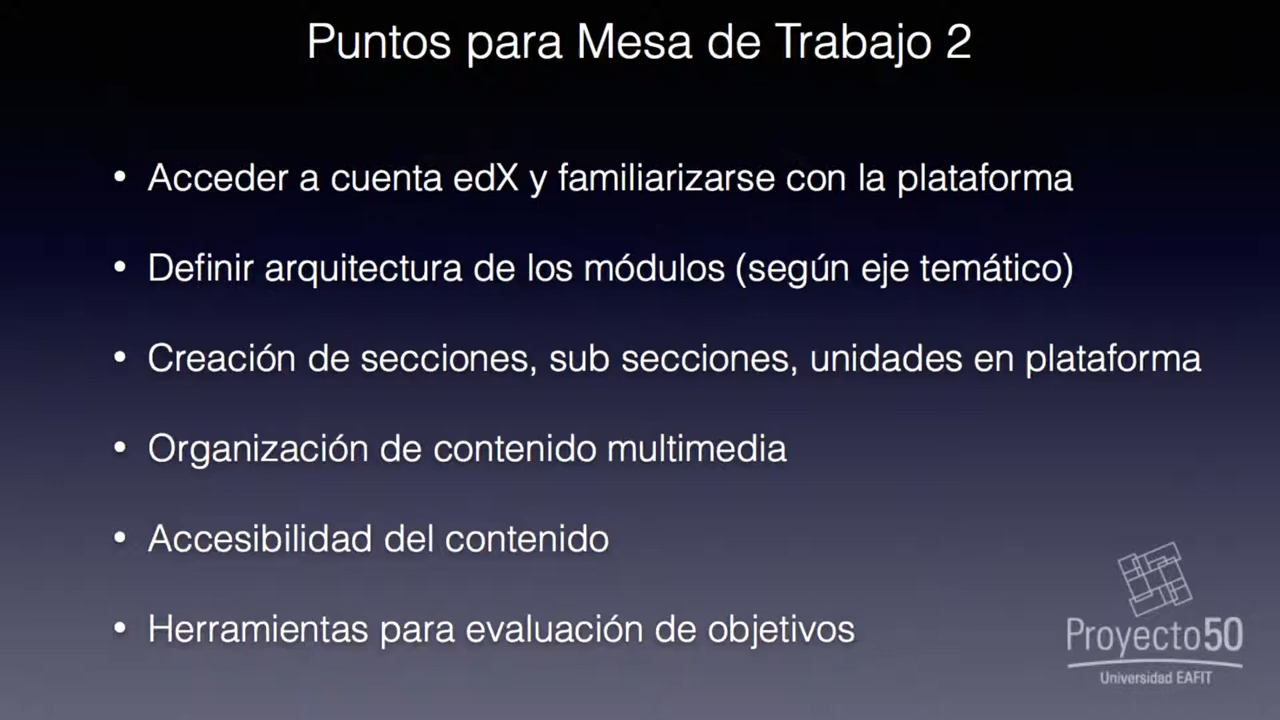 Puntos para Mesa de Trabajo 2
• Acceder a cuenta edX y familiarizarse con la plataforma
• Definir arquitectura de los módulos (según eje temático)
• Creación de secciones, sub secciones, unidades en plataforma
• Organización de contenido multimedia
• Accesibilidad del contenido
• Herramientas para evaluación de objetivos
Proyecto50
Universidad EAFIT